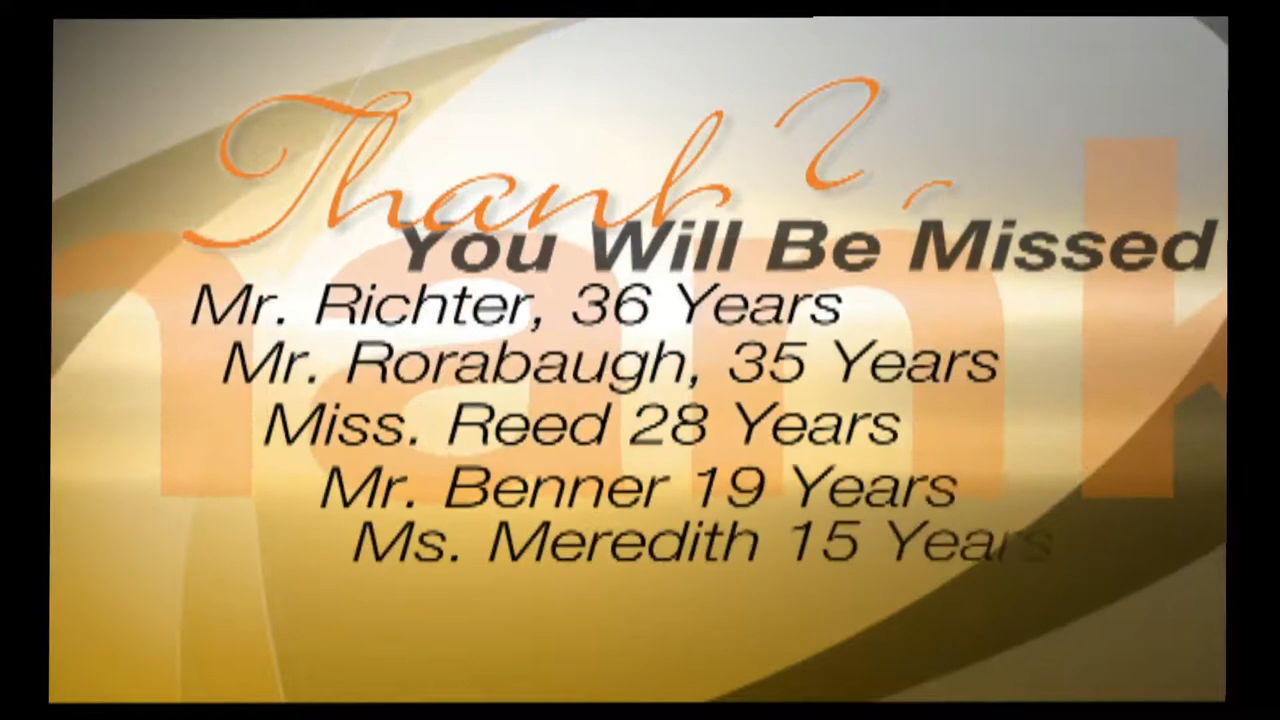 Thank
You Will Be Missed
Mr. Richter, 36 Years
Mr. Rorabaugh, 35 Years
Miss. Reed 28 Years
Mr. Benner 19 Years
Ms. Meredith 15 Years